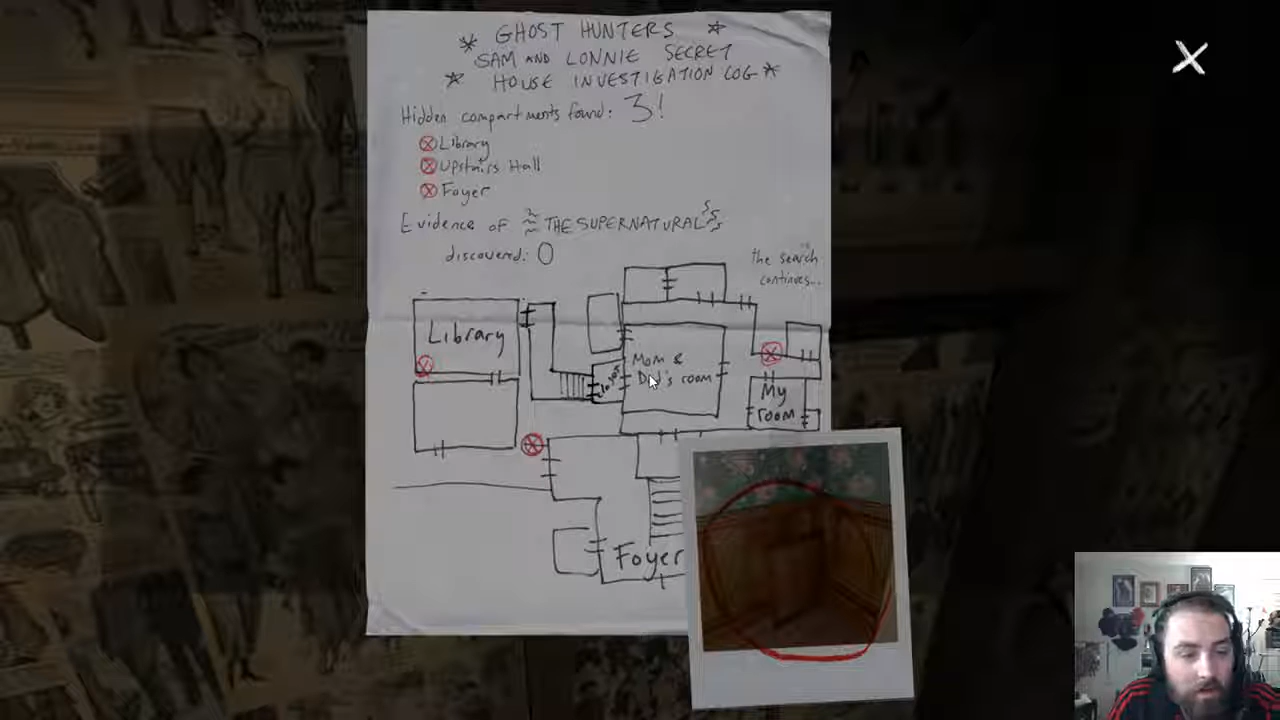 GHOST HUNTERS
SAM AND LONNIE SECRET
HOUSE INVESTIGATION LOG
Hidden compartments found: 3!
Library
Upstairs Hall
Foyer
Evidence of THE SUPERNATURAL
discovered: 0
the search
continues...
Library
Mom &
Dad's room
My
room
Foyer